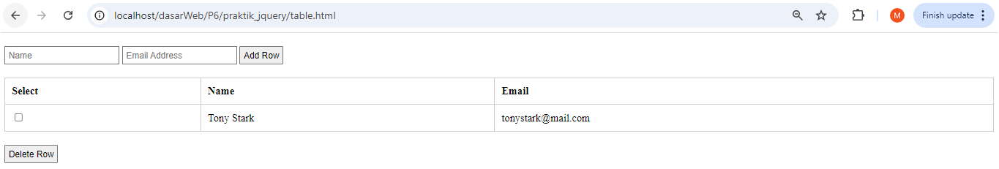 localhost/dasarWeb/P6/praktik_jquery/table.html M Finish update
Name Email Address Add Row
Select Name Email
Tony Stark tonystark@mail.com
Delete Row